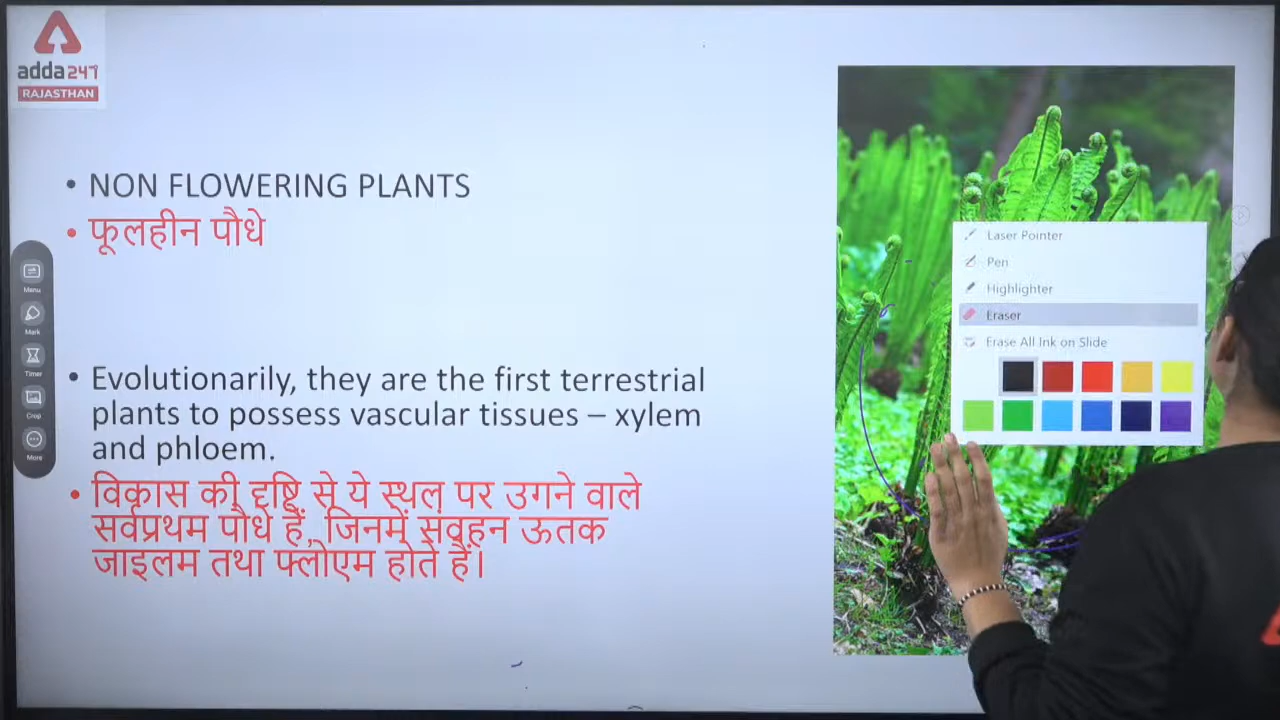 adda247
RAJASTHAN
• NON FLOWERING PLANTS
• फूलहीन पौधे
• Evolutionarily, they are the first terrestrial
plants to possess vascular tissues – xylem
and phloem.
• विकास की दृष्टि से ये स्थल पर उगने वाले
सर्वप्रथम पौधे हैं, जिनमें संवहन ऊतक
जाइलम तथा फ्लोएम होते हैं।
Menu
Mark
Timer
Crop
More
Laser Pointer
Pen
Highlighter
Eraser
Erase All Ink on Slide